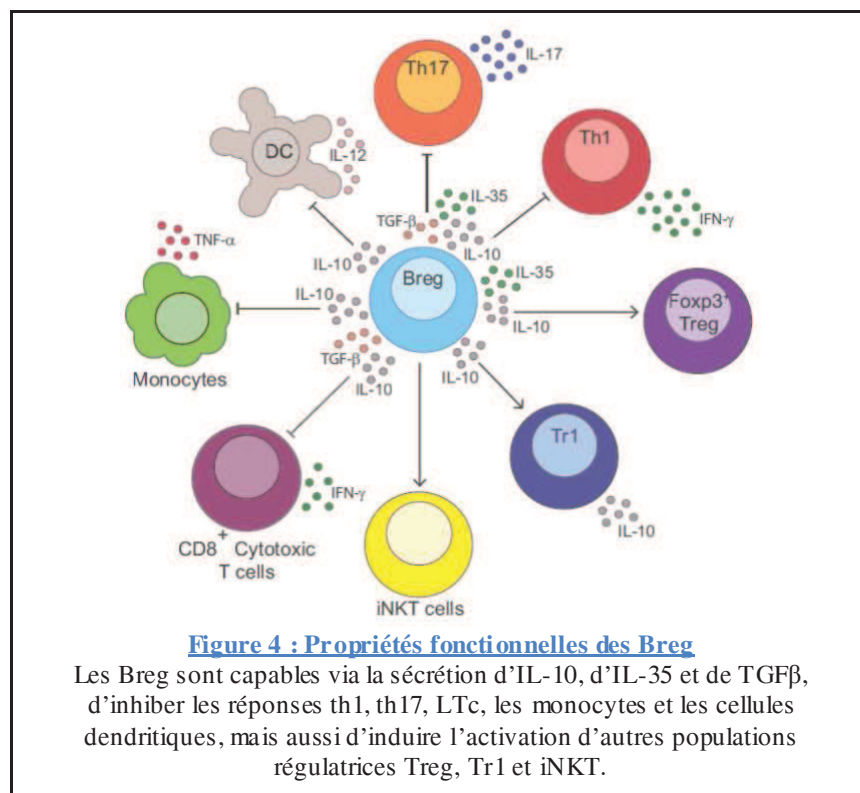 Th17
IL-17
DC
IL-12
Th1
IFN-γ
TNF-α
TGF-β
IL-35
IL-10
IL-10
IL-10
Breg
IL-35
IL-10
Foxp3+
Treg
Monocytes
TGF-β
IL-10
IL-10
Tr1
IL-10
IFN-γ
CD8+ Cytotoxic
T cells
iNKT cells
Figure 4 : Propriétés fonctionnelles des Breg
Les Breg sont capables via la sécrétion d’IL-10, d’IL-35 et de TGFβ,
d’inhiber les réponses th1, th17, LTc, les monocytes et les cellules
dendritiques, mais aussi d’induire l’activation d’autres populations
régulatrices Treg, Tr1 et iNKT.